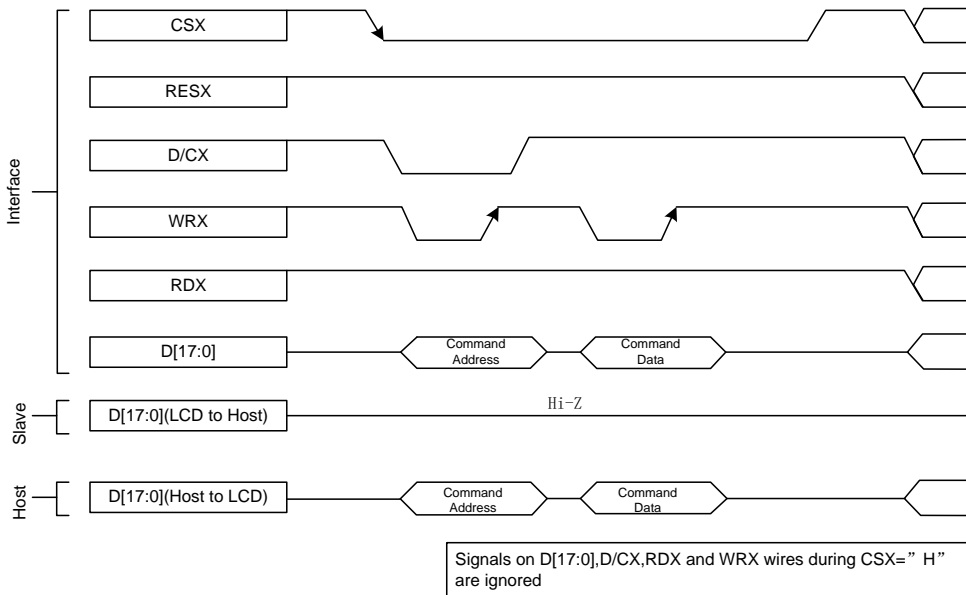 CSX
RESX
D/CX
Interface
WRX
RDX
D[17:0]
Command
Address
Command
Data
Slave
D[17:0](LCD to Host)
Hi-Z
Host
D[17:0](Host to LCD)
Command
Address
Command
Data
Signals on D[17:0],D/CX,RDX and WRX wires during CSX=” H”
are ignored